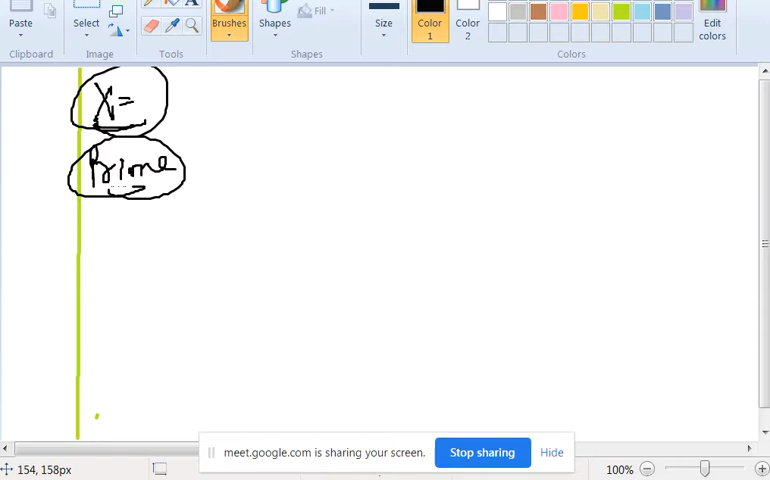 Paste
Select
Brushes
Shapes
Fill
Size
Color 1
Color 2
Edit colors
Clipboard
Image
Tools
Shapes
Colors
X=
Prime
meet.google.com is sharing your screen.
Stop sharing
Hide
154, 158px
100%